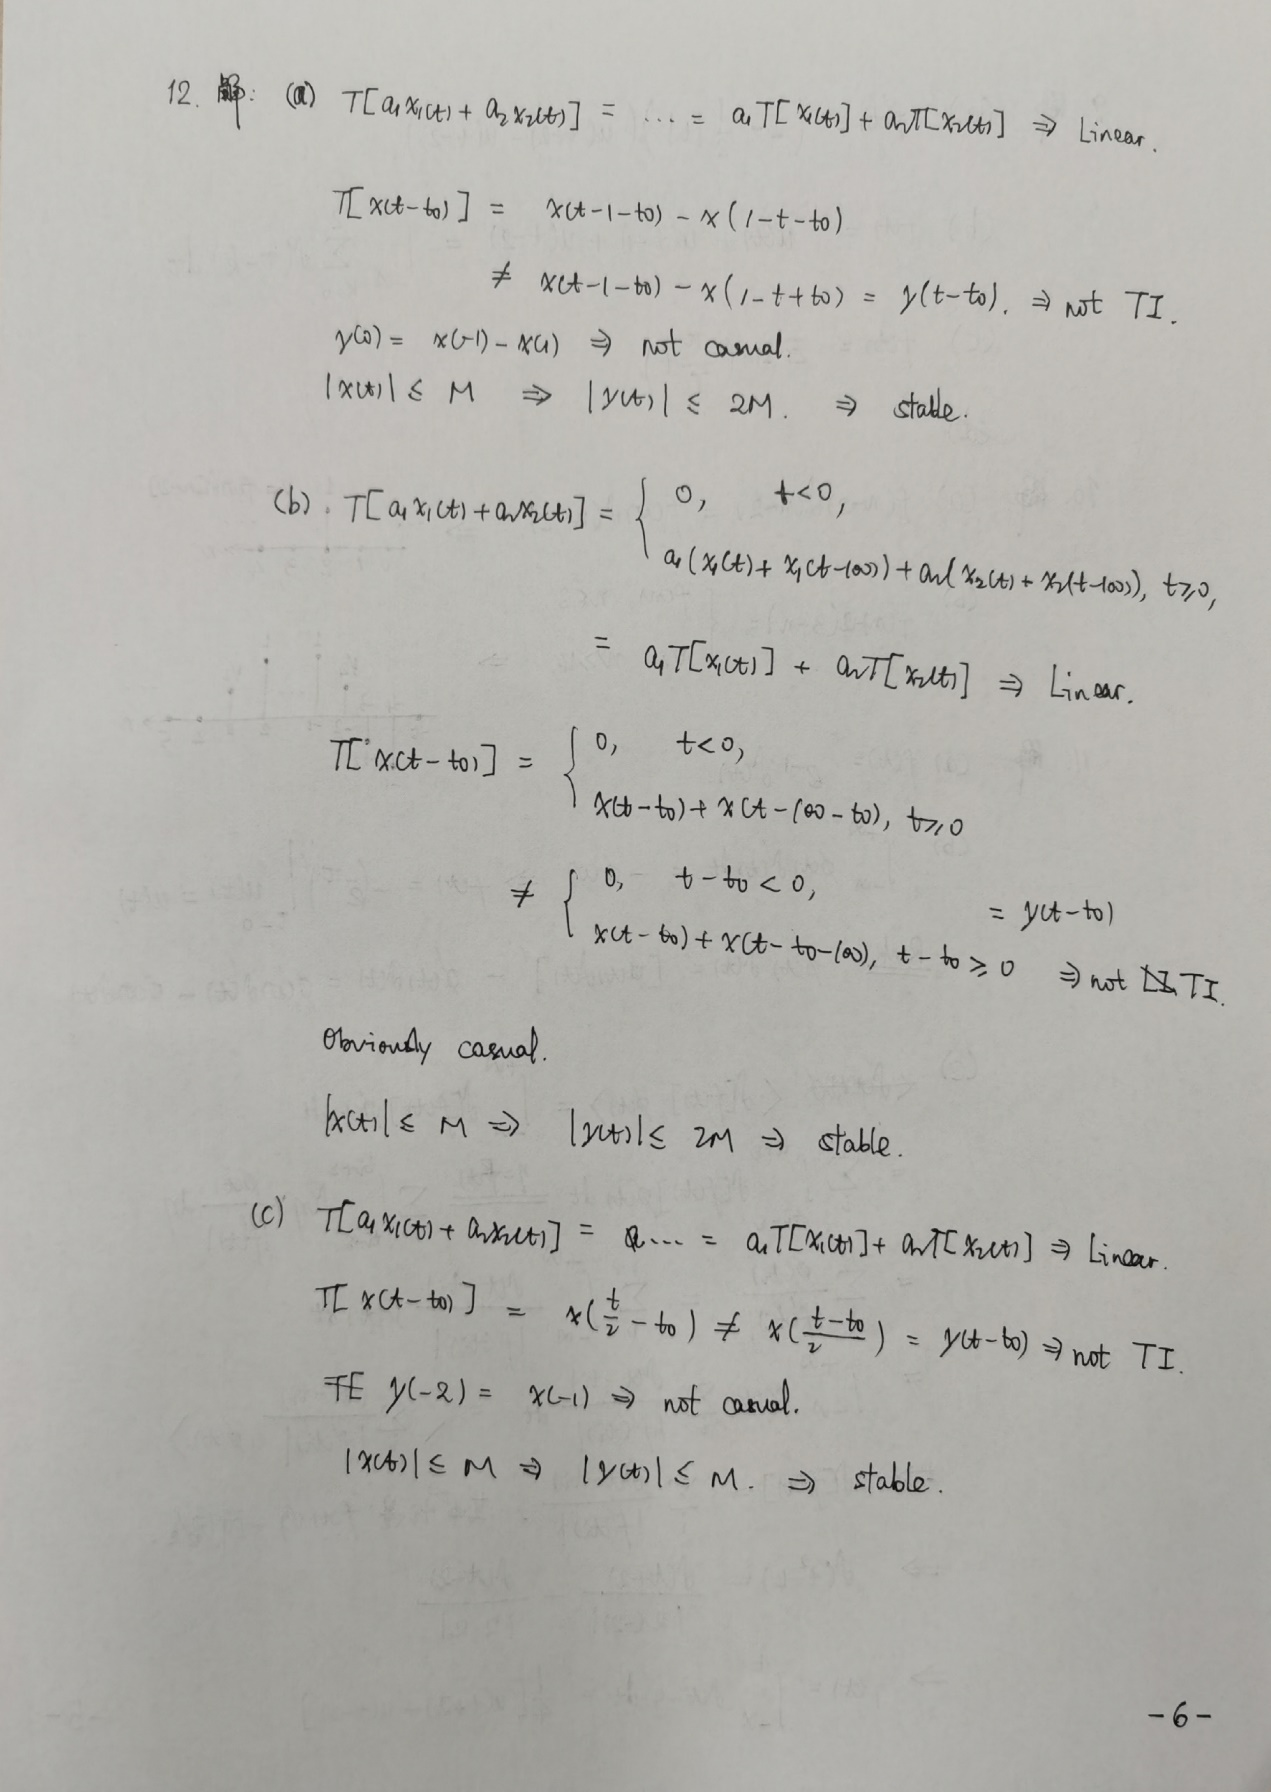 12. 解: (a) T[a₁x₁(t) + a₂x₂(t)] = ... = a₁T[x₁(t)] + a₂T[x₂(t)] ⇒ Linear.
T[x(t-t₀)] = x(t-1-t₀) - x(1-t-t₀)
≠ x(t-1-t₀) - x(1-t+t₀) = y(t-t₀). ⇒ not TI.
y(0) = x(-1) - x(1) ⇒ not casual.
|x(t)| ≤ M ⇒ |y(t)| ≤ 2M. ⇒ stable.
(b). T[a₁x₁(t) + a₂x₂(t)] = { 0, t<0,
a₁(x₁(t) + x₁(t-100)) + a₂(x₂(t) + x₂(t-100)), t≥0,
= a₁T[x₁(t)] + a₂T[x₂(t)] ⇒ Linear.
T[x(t-t₀)] = { 0, t<0,
x(t-t₀) + x(t-100-t₀), t≥0
≠ { 0, t-t₀<0, = y(t-t₀)
x(t-t₀) + x(t-t₀-100), t-t₀≥0 ⇒ not TI.
Obviously casual.
|x(t)| ≤ M ⇒ |y(t)| ≤ 2M ⇒ stable.
(c) T[a₁x₁(t) + a₂x₂(t)] = ... = a₁T[x₁(t)] + a₂T[x₂(t)] ⇒ Linear.
T[x(t-t₀)] = x(t/2 - t₀) ≠ x((t-t₀)/2) = y(t-t₀) ⇒ not TI.
y(-2) = x(-1) ⇒ not casual.
|x(t)| ≤ M ⇒ |y(t)| ≤ M. ⇒ stable.
-6-